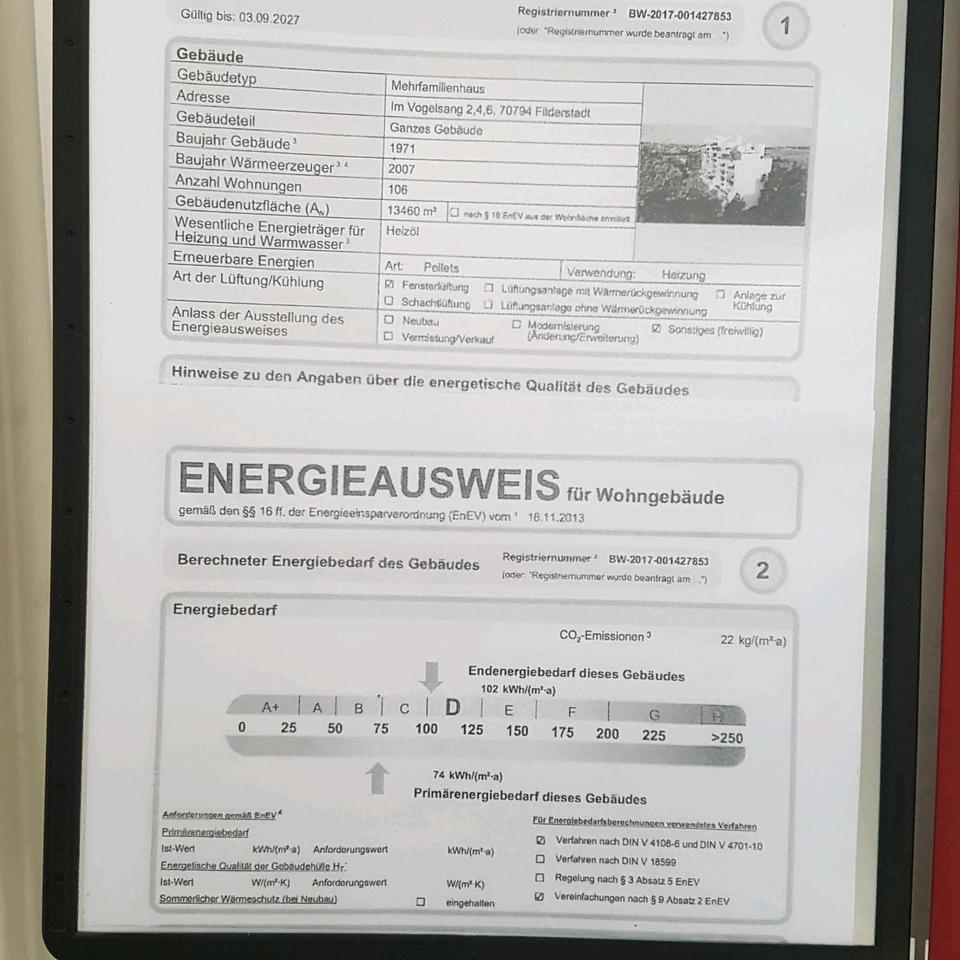 Gültig bis: 03.09.2027
Registriernummer ² BW-2017-001427853
(oder: "Registriernummer wurde beantragt am ...")
1
Gebäude
Gebäudetyp Mehrfamilienhaus
Adresse Im Vogelsang 2,4,6, 70794 Filderstadt
Gebäudeteil Ganzes Gebäude
Baujahr Gebäude ³ 1971
Baujahr Wärmeerzeuger ³ ⁴ 2007
Anzahl Wohnungen 106
Gebäudenutzfläche (A_N) 13460 m² ☐ nach § 19 EnEV aus der Wohnfläche ermittelt
Wesentliche Energieträger für Heizöl
Heizung und Warmwasser ³
Erneuerbare Energien Art: Pellets Verwendung: Heizung
Art der Lüftung/Kühlung ☑ Fensterlüftung ☐ Lüftungsanlage mit Wärmerückgewinnung ☐ Anlage zur
☐ Schachtlüftung ☐ Lüftungsanlage ohne Wärmerückgewinnung Kühlung
Anlass der Ausstellung des ☐ Neubau ☐ Modernisierung ☑ Sonstiges (freiwillig)
Energieausweises ☐ Vermietung/Verkauf (Änderung/Erweiterung)
Hinweise zu den Angaben über die energetische Qualität des Gebäudes
ENERGIEAUSWEIS für Wohngebäude
gemäß den §§ 16 ff. der Energieeinsparverordnung (EnEV) vom ¹ 18.11.2013
Berechneter Energiebedarf des Gebäudes
Registriernummer ² BW-2017-001427853
(oder: "Registriernummer wurde beantragt am ...")
2
Energiebedarf
CO₂-Emissionen ³ 22 kg/(m²·a)
Endenergiebedarf dieses Gebäudes
102 kWh/(m²·a)
A+ A B C D E F G H
0 25 50 75 100 125 150 175 200 225 >250
74 kWh/(m²·a)
Primärenergiebedarf dieses Gebäudes
Anforderungen gemäß EnEV ⁴
Primärenergiebedarf
Ist-Wert kWh/(m²·a) Anforderungswert kWh/(m²·a)
Energetische Qualität der Gebäudehülle H_T'
Ist-Wert W/(m²·K) Anforderungswert W/(m²·K)
Sommerlicher Wärmeschutz (bei Neubau) ☐ eingehalten
Für Energiebedarfsberechnungen verwendetes Verfahren
☑ Verfahren nach DIN V 4108-6 und DIN V 4701-10
☐ Verfahren nach DIN V 18599
☐ Regelung nach § 3 Absatz 5 EnEV
☑ Vereinfachungen nach § 9 Absatz 2 EnEV